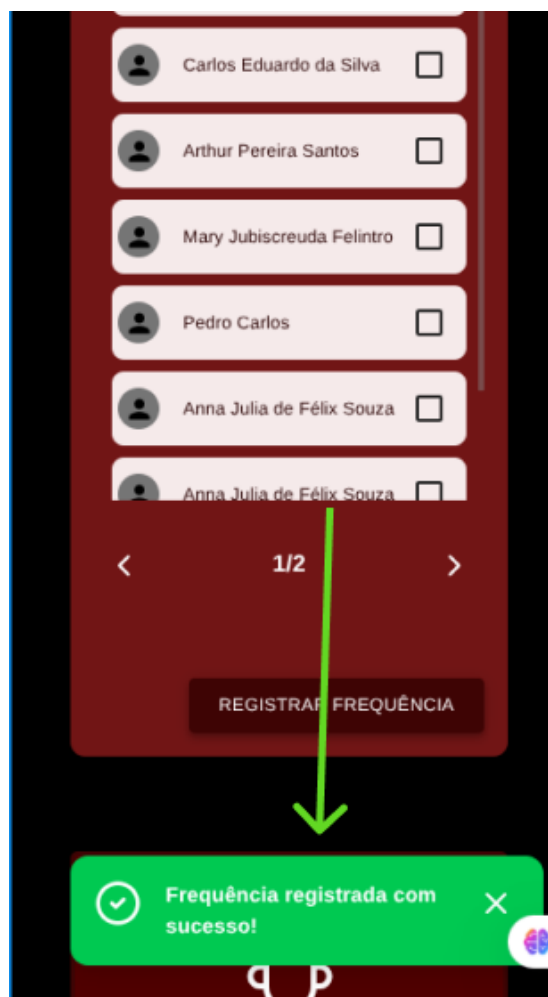 Carlos Eduardo da Silva
Arthur Pereira Santos
Mary Jubiscreuda Felintro
Pedro Carlos
Anna Julia de Félix Souza
Anna Julia de Félix Souza
1/2
REGISTRAR FREQUÊNCIA
Frequência registrada com
sucesso!